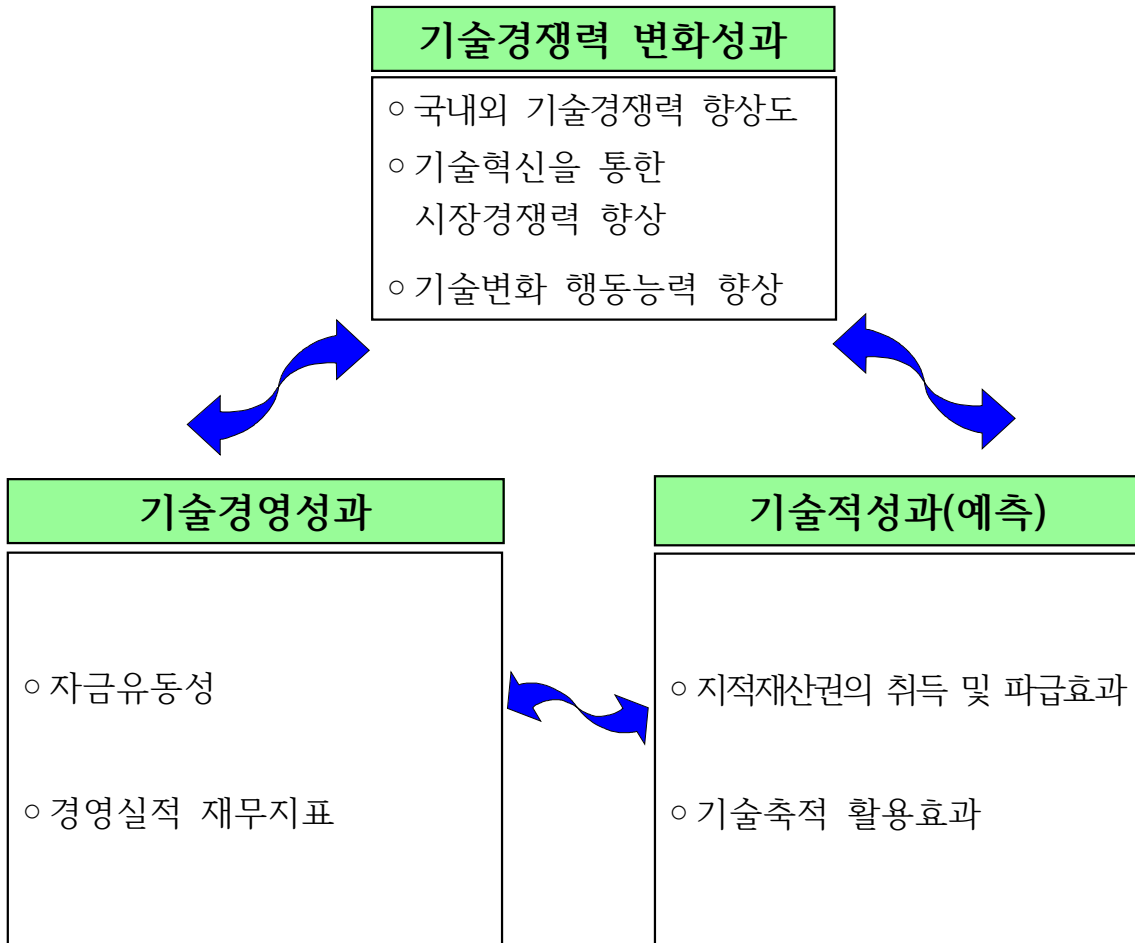 기술경쟁력 변화성과
○ 국내외 기술경쟁력 향상도
○ 기술혁신을 통한
시장경쟁력 향상
○ 기술변화 행동능력 향상
기술경영성과
○ 자금유동성
○ 경영실적 재무지표
기술적성과(예측)
○ 지적재산권의 취득 및 파급효과
○ 기술축적 활용효과